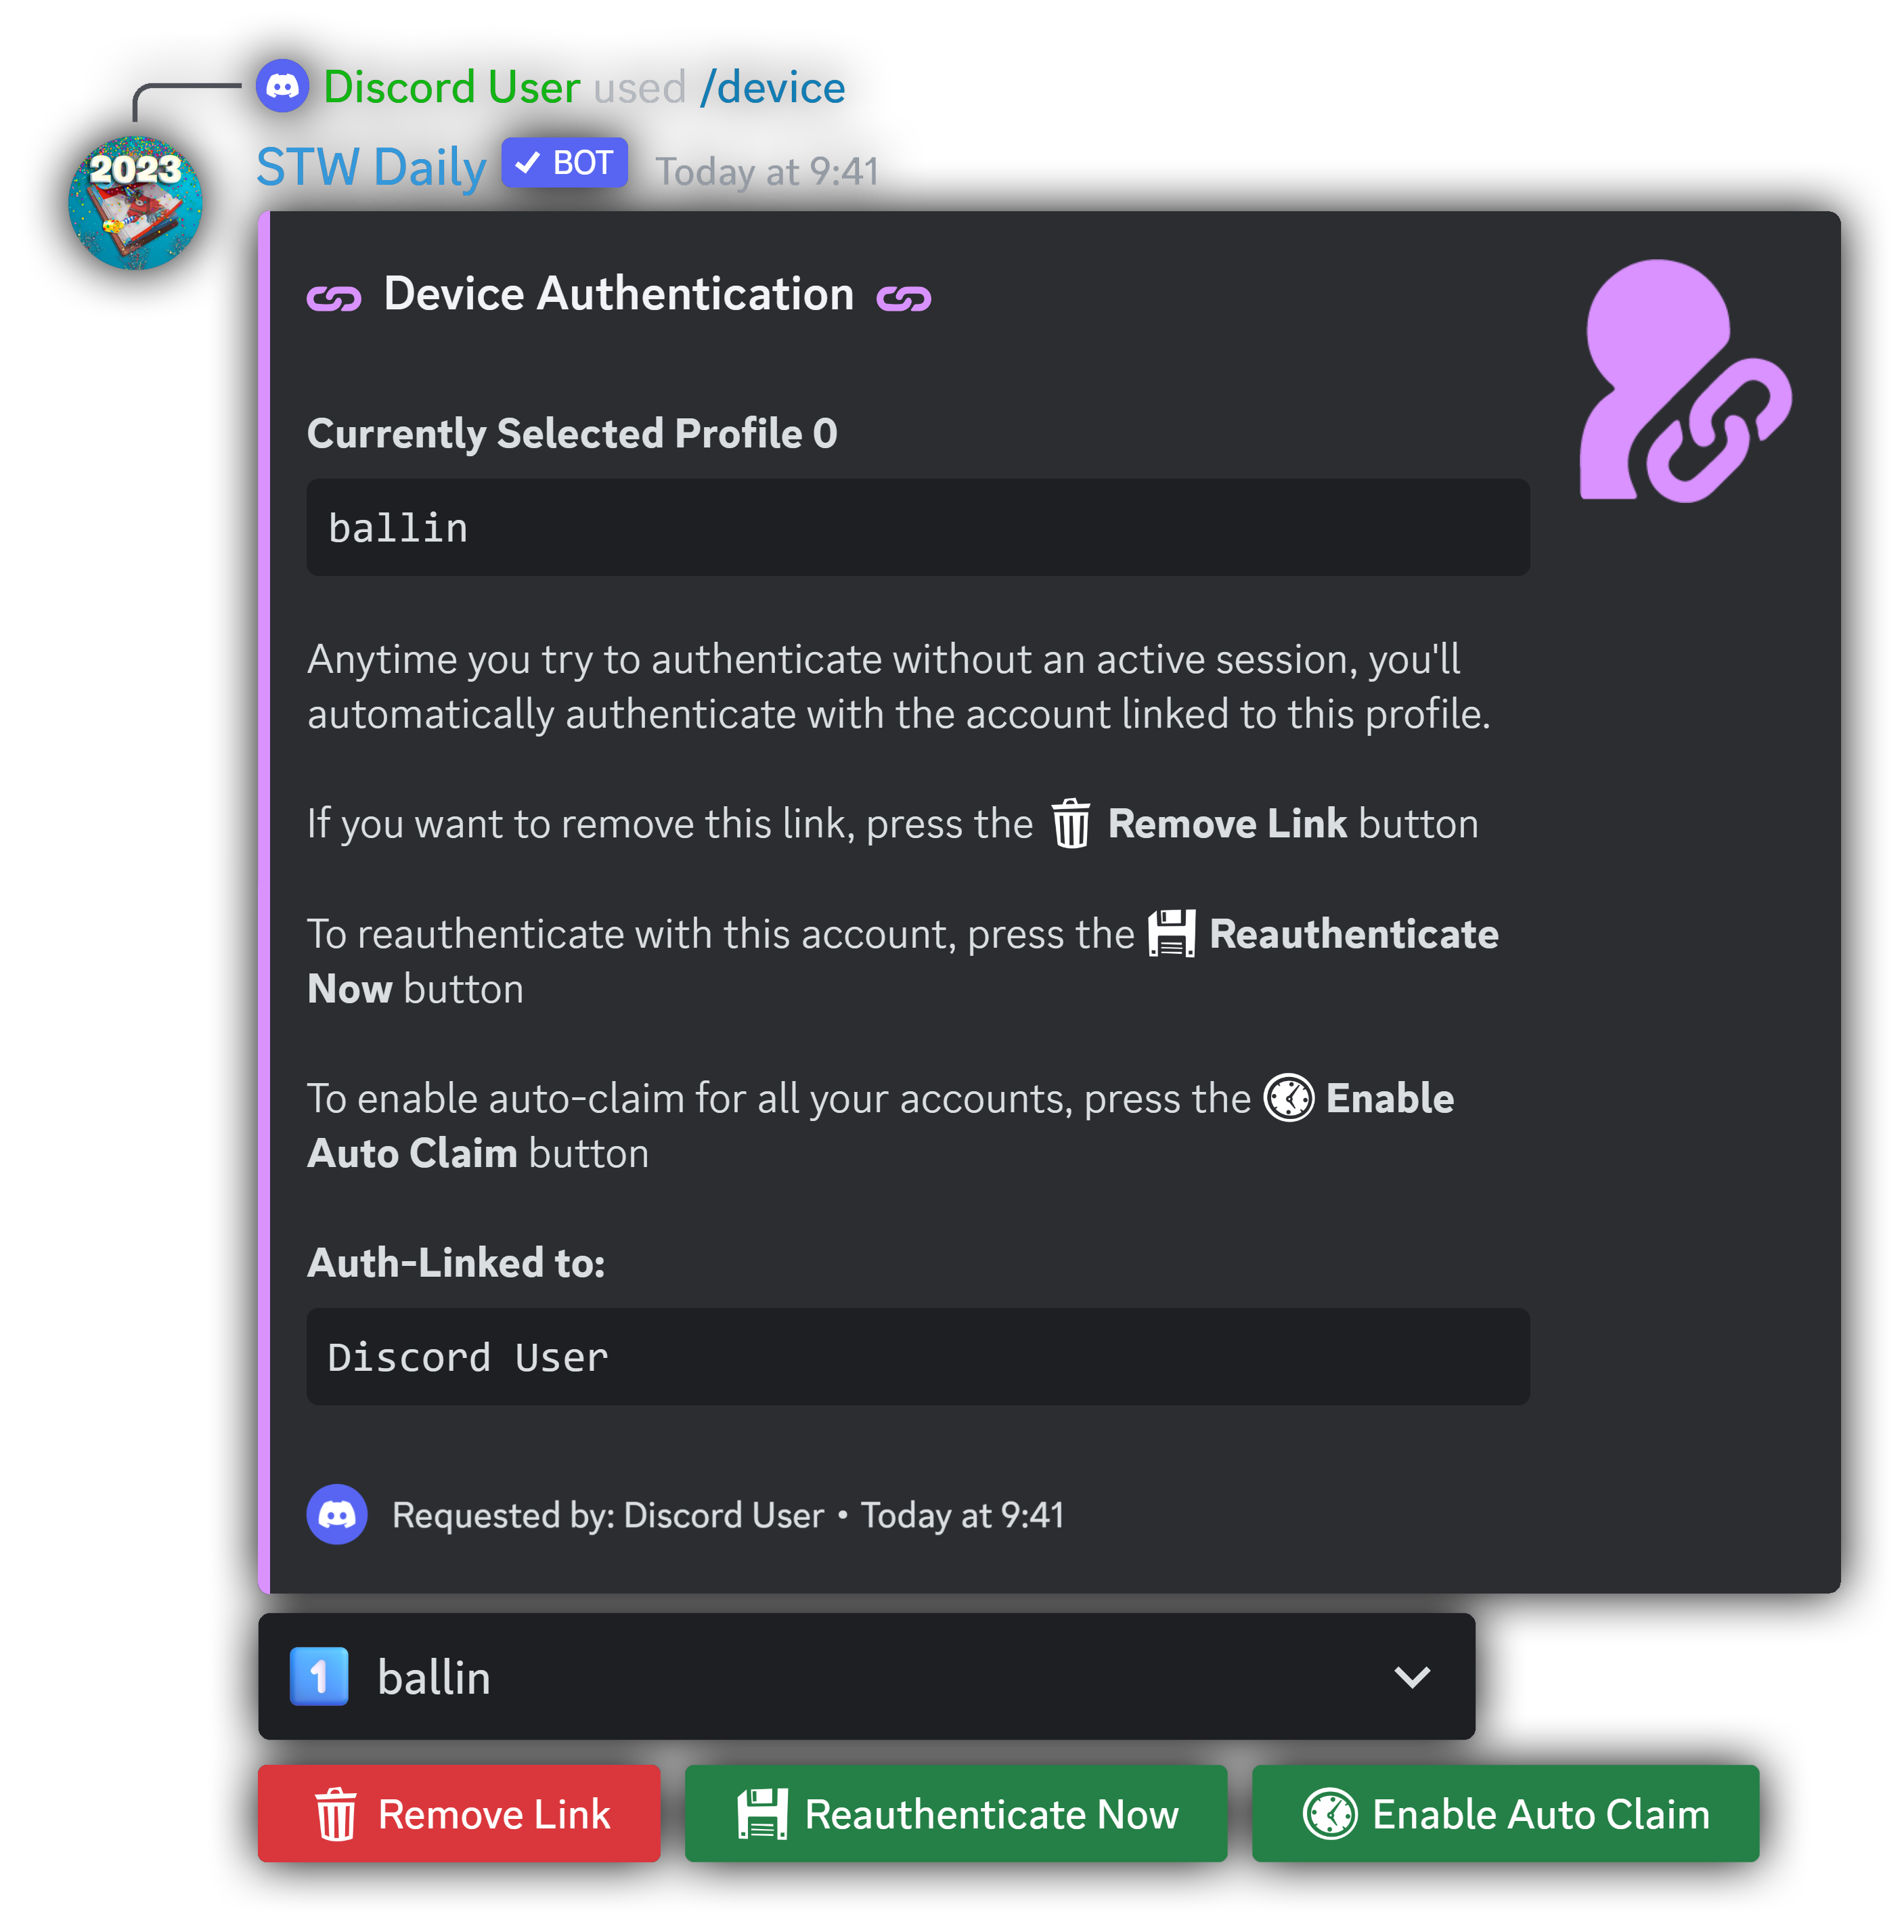 Discord User used /device
2023
STW Daily BOT Today at 9:41
Device Authentication
Currently Selected Profile 0
ballin
Anytime you try to authenticate without an active session, you'll
automatically authenticate with the account linked to this profile.
If you want to remove this link, press the Remove Link button
To reauthenticate with this account, press the Reauthenticate
Now button
To enable auto-claim for all your accounts, press the Enable
Auto Claim button
Auth-Linked to:
Discord User
Requested by: Discord User • Today at 9:41
1 ballin
Remove Link
Reauthenticate Now
Enable Auto Claim